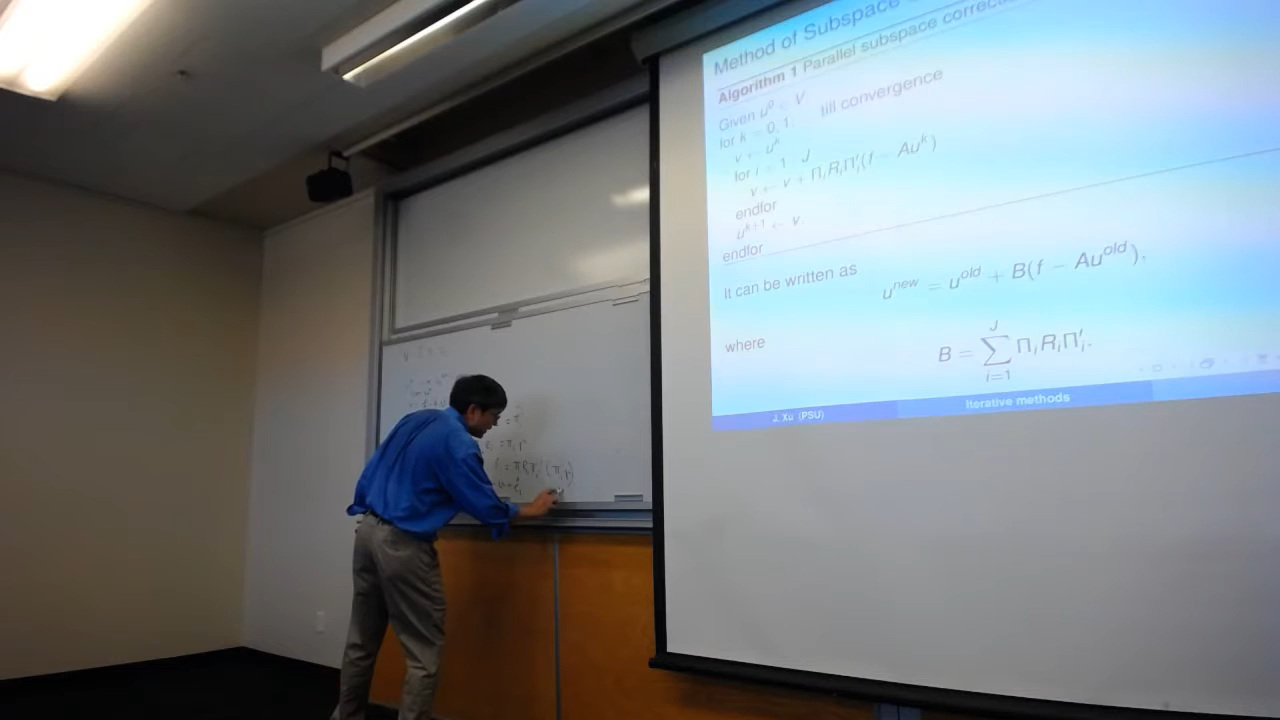 Method of Subspace
Algorithm 1 Parallel subspace correctio
Given u⁰ ∈ V
for k = 0, 1, till convergence
v ← uᵏ
for i = 1 J
v ← v + ΠᵢRᵢΠᵢ′(f − Auᵏ)
endfor
uᵏ⁺¹ ← v
endfor
It can be written as
uⁿᵉʷ = uᵒˡᵈ + B(f − Auᵒˡᵈ),
where
B = ∑ᵢ₌₁ᴶ ΠᵢRᵢΠᵢ′.
J. Xu (PSU) Iterative methods